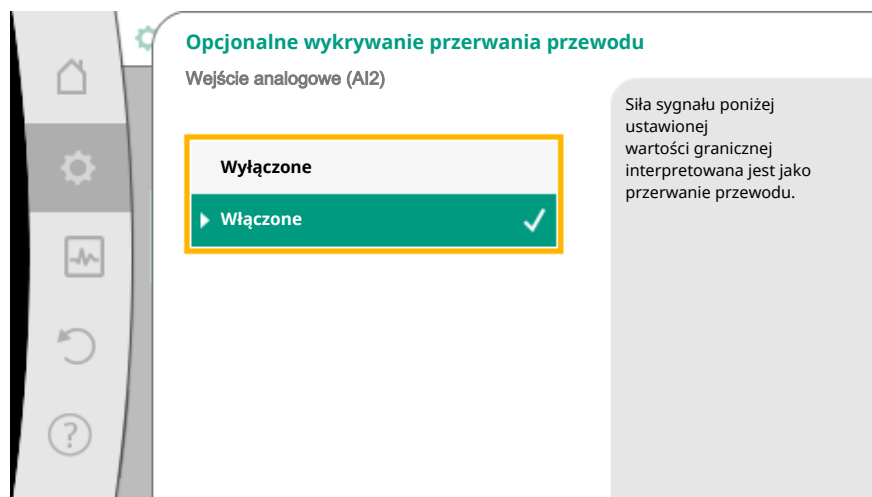 Opcjonalne wykrywanie przerwania przewodu
Wejście analogowe (AI2)
Wyłączone
Włączone
Siła sygnału poniżej
ustawionej
wartości granicznej
interpretowana jest jako
przerwanie przewodu.
?